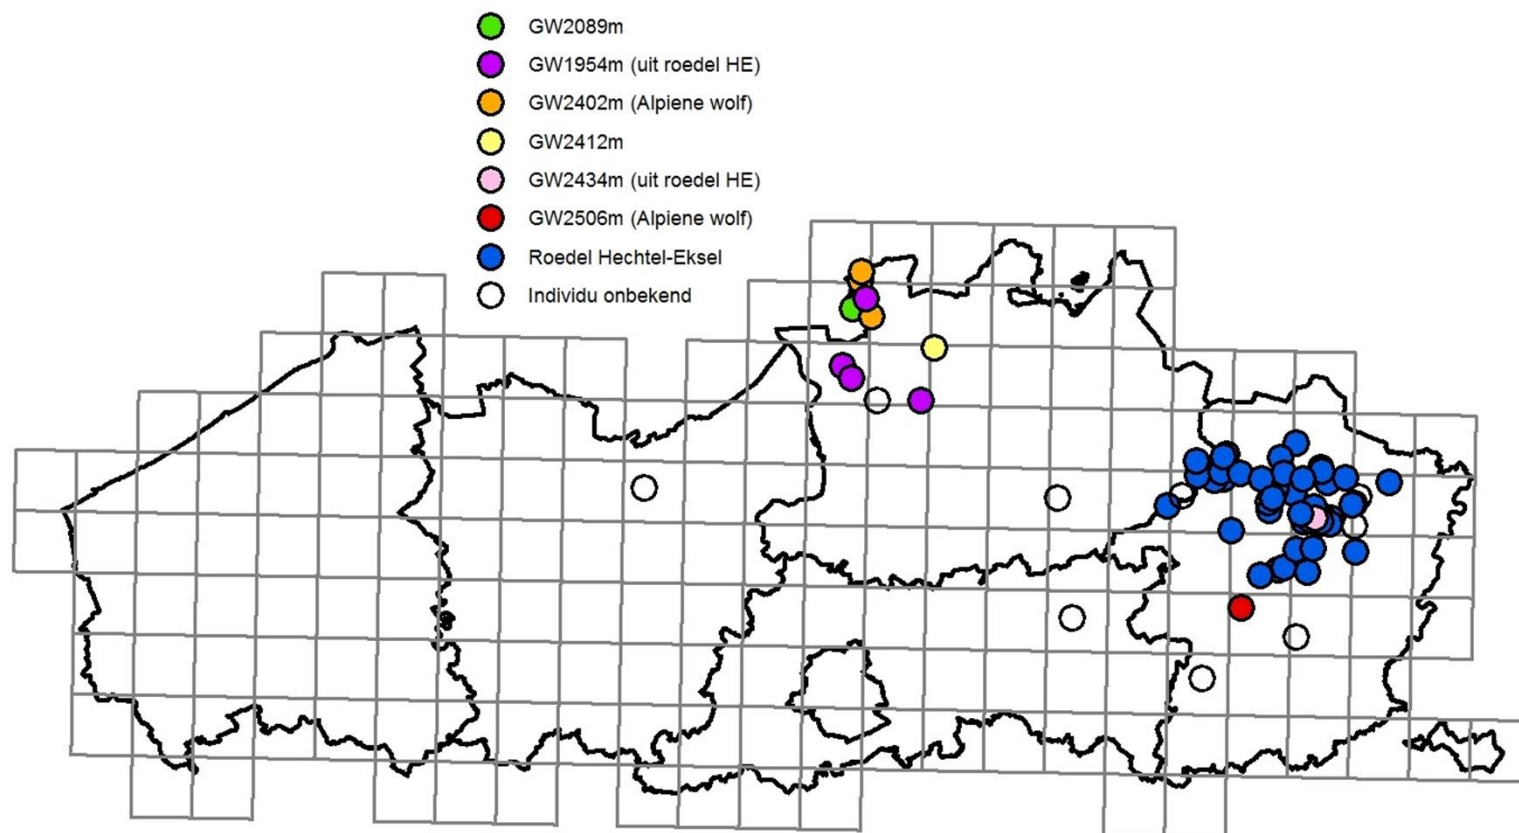 GW2089m
GW1954m (uit roedel HE)
GW2402m (Alpiene wolf)
GW2412m
GW2434m (uit roedel HE)
GW2506m (Alpiene wolf)
Roedel Hechtel-Eksel
Individu onbekend